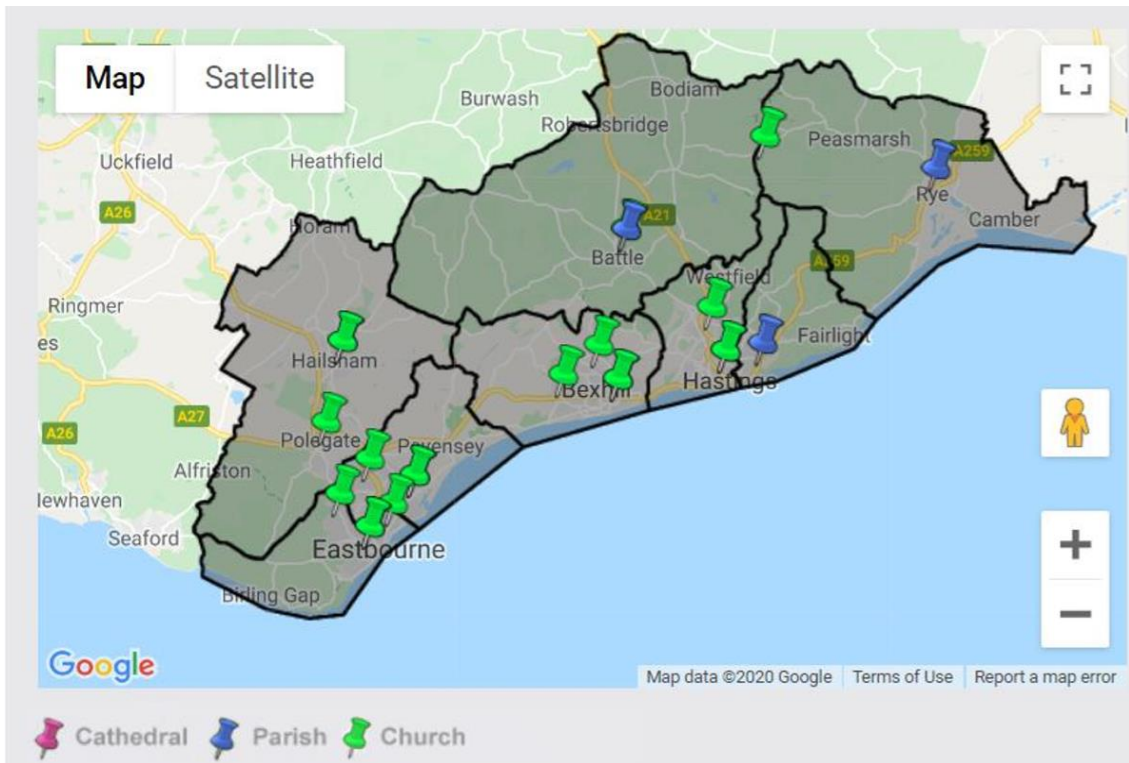 Map Satellite
Burwash
Bodiam
Robertsbridge
Peasmarsh
Uckfield
Heathfield
A259
A26
Rye
Horam
A21
Camber
Battle
A259
Westfield
Ringmer
es
Fairlight
Hailsham
Hastings
Bexhill
A27
A26
Polegate
Pevensey
Alfriston
lewhaven
Seaford
Eastbourne
Birling Gap
+
−
Google
Map data ©2020 Google Terms of Use Report a map error
Cathedral Parish Church